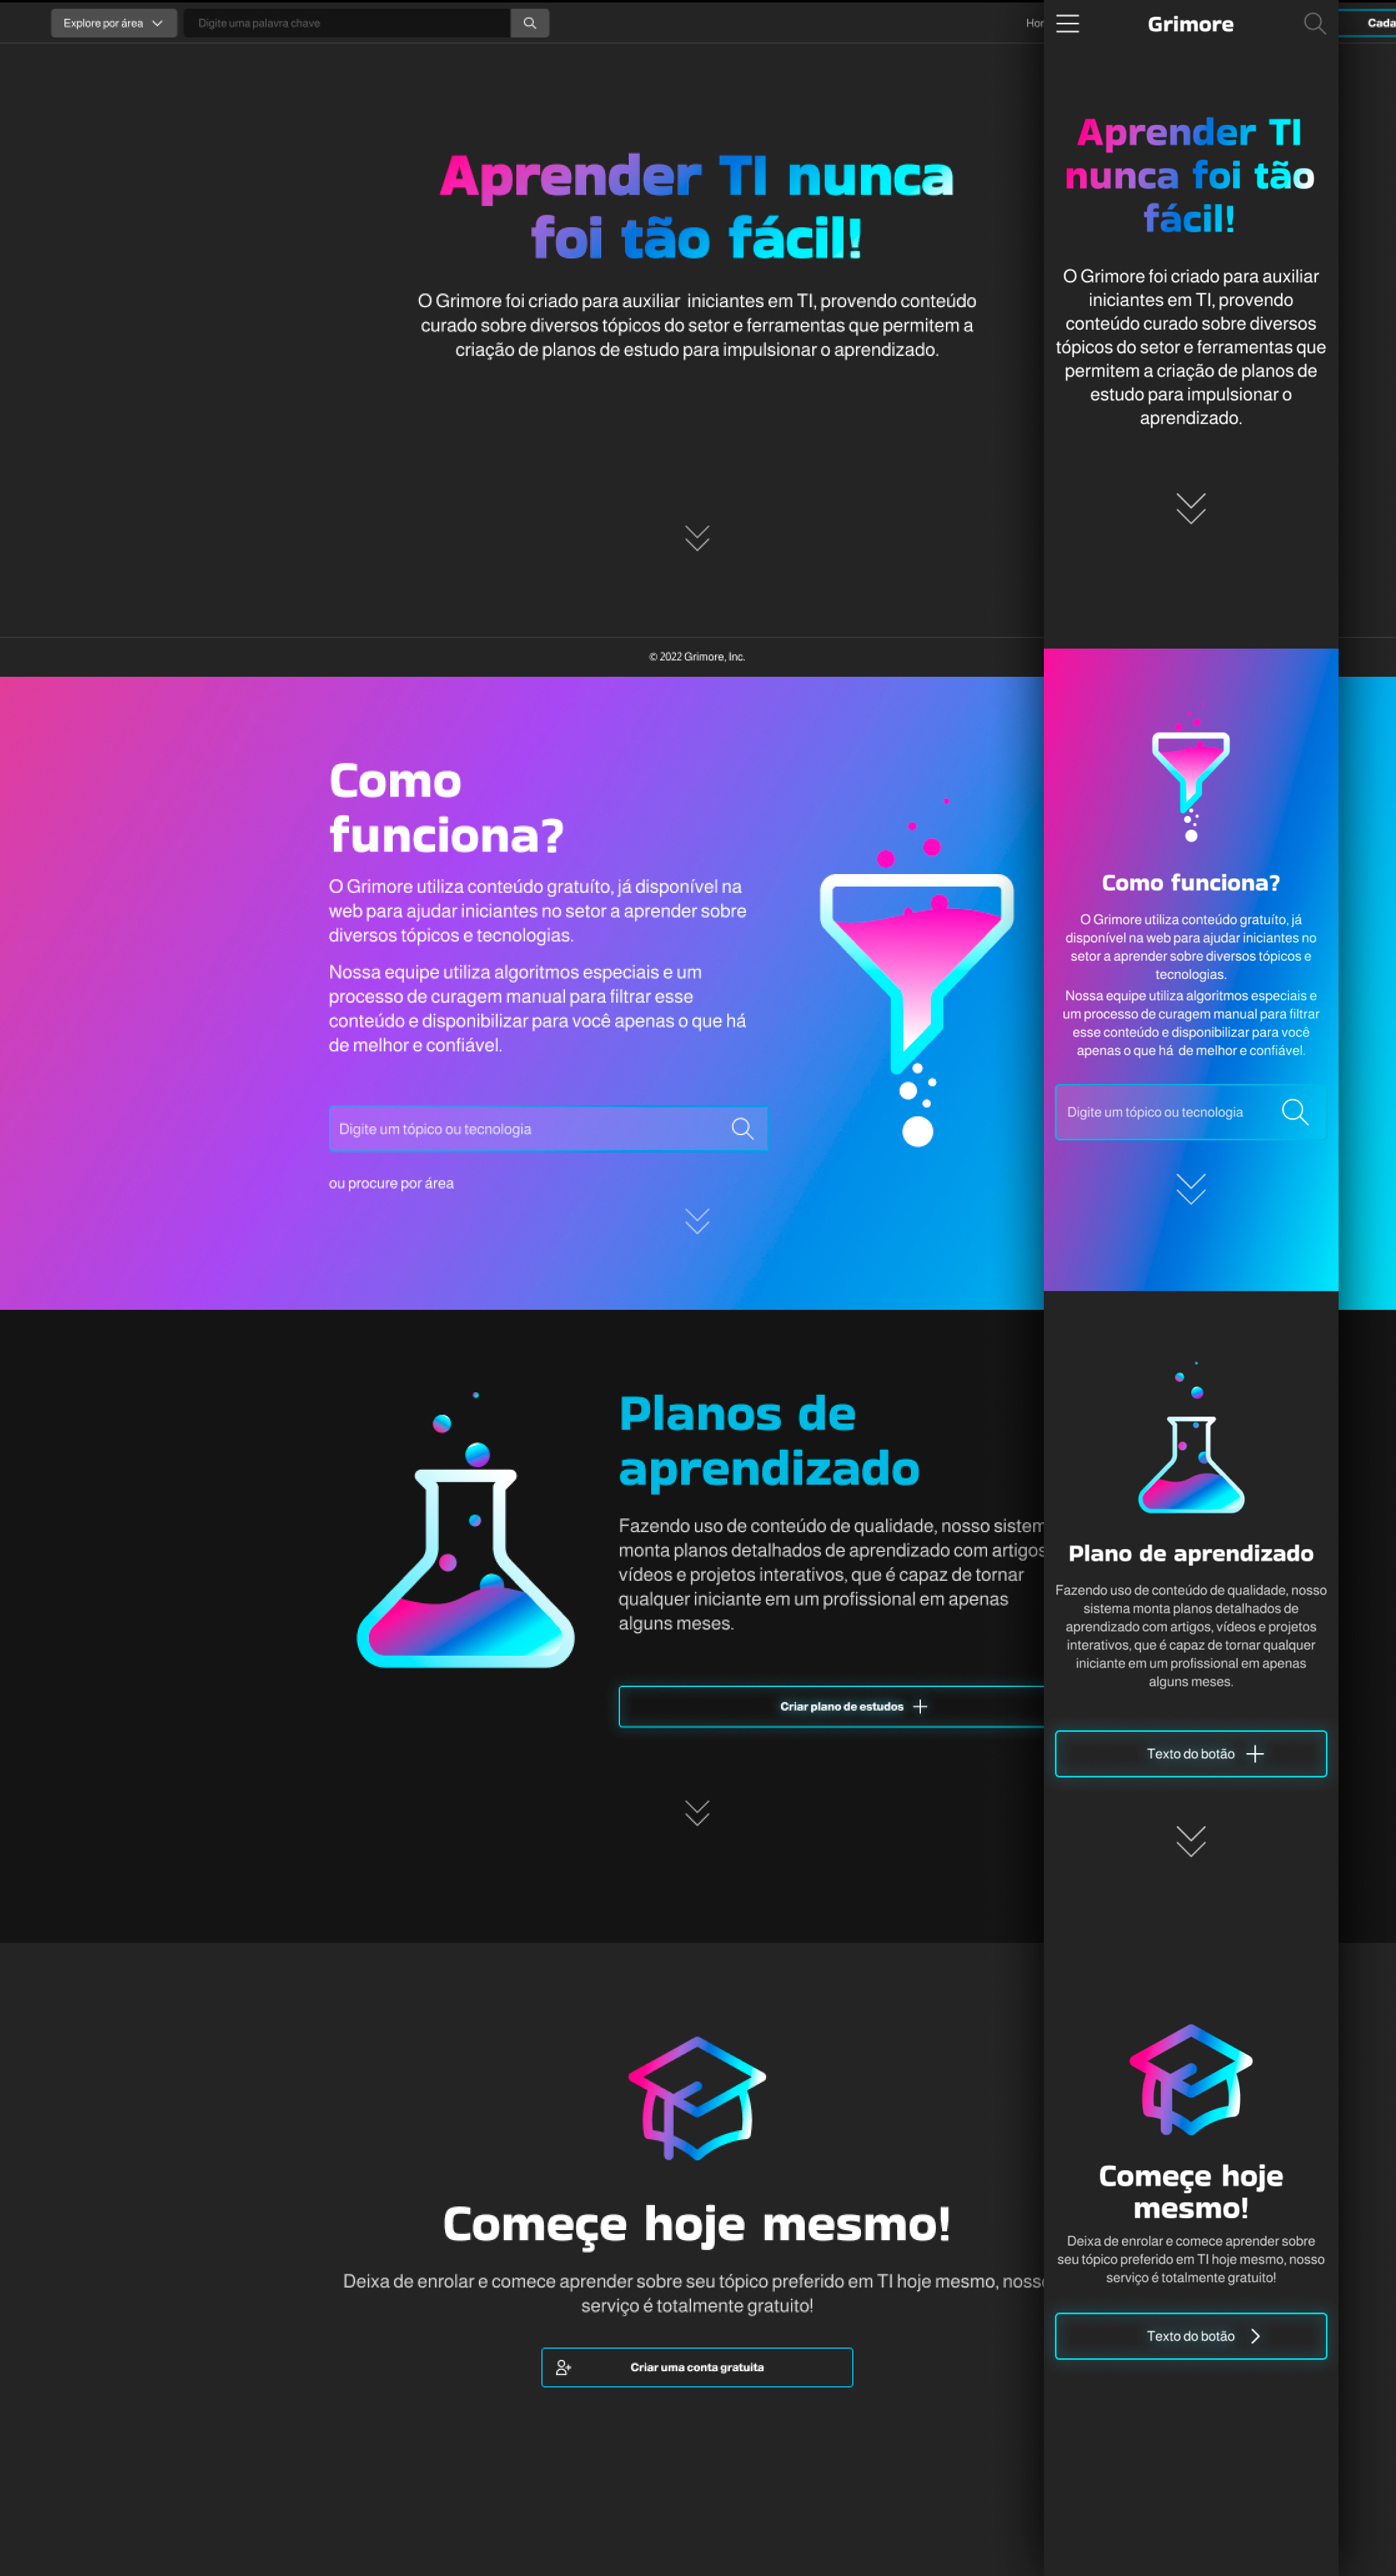 Explore por área
Digite uma palavra chave
Aprender TI nunca
foi tão fácil!
O Grimore foi criado para auxiliar iniciantes em TI, provendo conteúdo
curado sobre diversos tópicos do setor e ferramentas que permitem a
criação de planos de estudo para impulsionar o aprendizado.
© 2022 Grimore, Inc.
Como
funciona?
O Grimore utiliza conteúdo gratuíto, já disponível na
web para ajudar iniciantes no setor a aprender sobre
diversos tópicos e tecnologias.
Nossa equipe utiliza algoritmos especiais e um
processo de curagem manual para filtrar esse
conteúdo e disponibilizar para você apenas o que há
de melhor e confiável.
Digite um tópico ou tecnologia
ou procure por área
Planos de
aprendizado
Fazendo uso de conteúdo de qualidade, nosso sistem
monta planos detalhados de aprendizado com artigos
vídeos e projetos interativos, que é capaz de tornar
qualquer iniciante em um profissional em apenas
alguns meses.
Criar plano de estudos
Começe hoje mesmo!
Deixa de enrolar e comece aprender sobre seu tópico preferido em TI hoje mesmo, noss
serviço é totalmente gratuito!
Criar uma conta gratuita
Grimore
Aprender TI
nunca foi tão
fácil!
O Grimore foi criado para auxiliar
iniciantes em TI, provendo
conteúdo curado sobre diversos
tópicos do setor e ferramentas que
permitem a criação de planos de
estudo para impulsionar o
aprendizado.
Como funciona?
O Grimore utiliza conteúdo gratuíto, já
disponível na web para ajudar iniciantes no
setor a aprender sobre diversos tópicos e
tecnologias.
Nossa equipe utiliza algoritmos especiais e
um processo de curagem manual para filtrar
esse conteúdo e disponibilizar para você
apenas o que há de melhor e confiável.
Digite um tópico ou tecnologia
Plano de aprendizado
Fazendo uso de conteúdo de qualidade, nosso
sistema monta planos detalhados de
aprendizado com artigos, vídeos e projetos
interativos, que é capaz de tornar qualquer
iniciante em um profissional em apenas
alguns meses.
Texto do botão
Começe hoje
mesmo!
Deixa de enrolar e comece aprender sobre
seu tópico preferido em TI hoje mesmo, nosso
serviço é totalmente gratuito!
Texto do botão
Cada